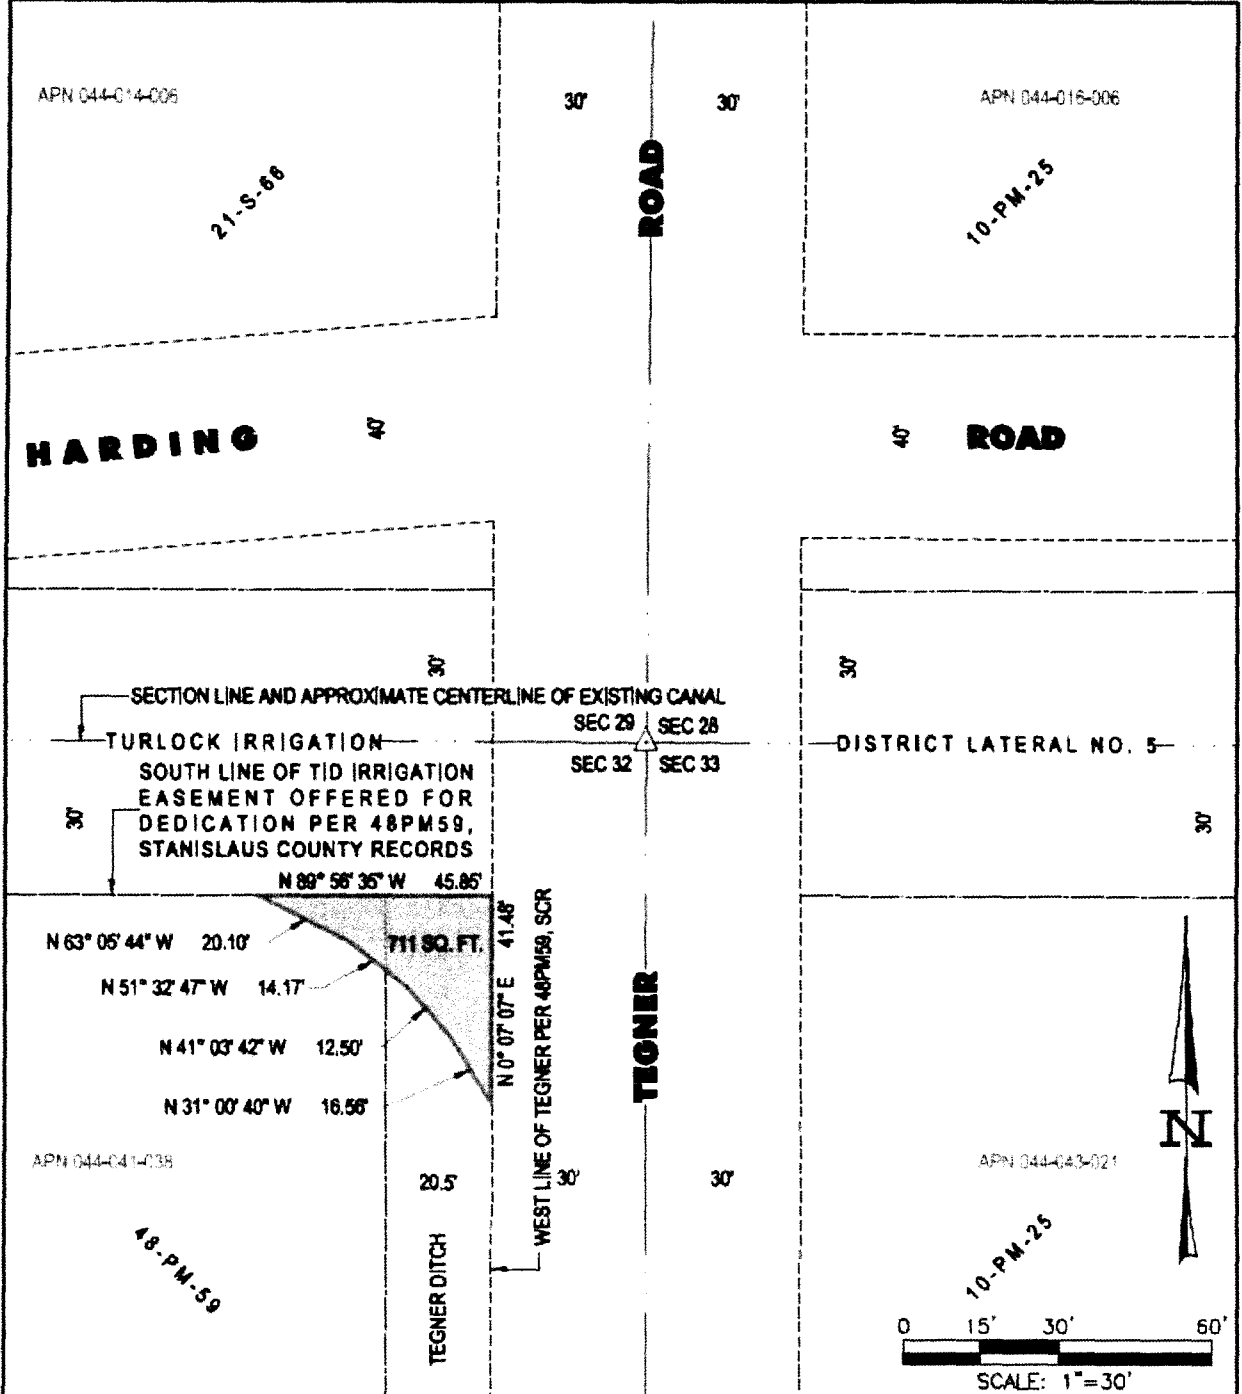 APN 044-014-006
30'
30'
APN 044-016-006
ROAD
21-S-66
10-PM-25
HARDING
40'
40'
ROAD
30'
30'
SECTION LINE AND APPROXIMATE CENTERLINE OF EXISTING CANAL
SEC 29
SEC 28
TURLOCK IRRIGATION
DISTRICT LATERAL NO. 5
SEC 32
SEC 33
SOUTH LINE OF TID IRRIGATION
EASEMENT OFFERED FOR
DEDICATION PER 48PM59,
STANISLAUS COUNTY RECORDS
30'
30'
N 89° 56' 35" W 45.85'
N 63° 05' 44" W 20.10'
711 SQ. FT.
N 0° 07' 07" E 41.48'
N 51° 32' 47" W 14.17'
N 41° 03' 42" W 12.50'
N 31° 00' 40" W 16.56'
WEST LINE OF TEGNER PER 48PM59, SCR
TEGNER
N
APN 044-041-038
APN 044-043-021
20.5'
30'
30'
48-PM-59
TEGNER DITCH
10-PM-25
0 15' 30' 60'
SCALE: 1"=30'